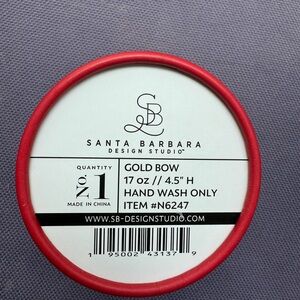 SB
SANTA BARBARA
DESIGN STUDIO™
QUANTITY
No. 1
MADE IN CHINA
GOLD BOW
17 oz // 4.5" H
HAND WASH ONLY
ITEM #N6247
WWW.SB-DESIGNSTUDIO.COM
1 95002 43137 9